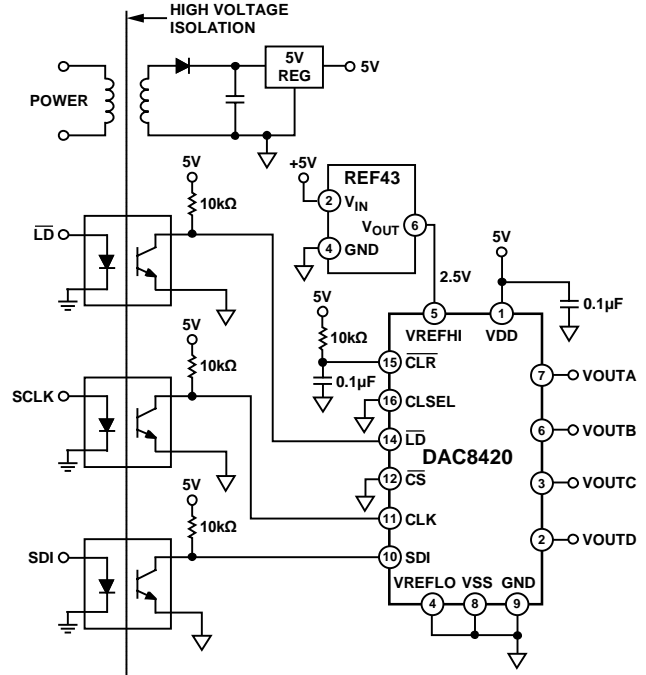 HIGH VOLTAGE
ISOLATION
POWER
5V
REG
5V
5V
10kΩ
LD
+5V
REF43
2
VIN
VOUT
6
4
GND
2.5V
5V
0.1µF
5
VREFHI
1
VDD
5V
10kΩ
15
CLR
0.1µF
16
CLSEL
14
LD
DAC8420
12
CS
11
CLK
10
SDI
7
VOUTA
6
VOUTB
3
VOUTC
2
VOUTD
VREFLO
VSS
GND
4
8
9
5V
10kΩ
SCLK
5V
10kΩ
SDI